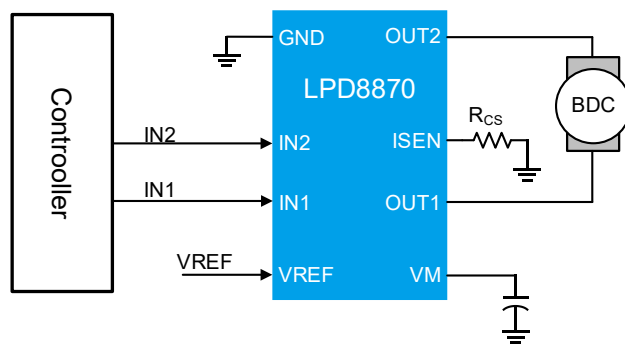 Controoller
IN2
IN1
VREF
GND
OUT2
LPD8870
IN2
ISEN
IN1
OUT1
VREF
VM
RCS
BDC